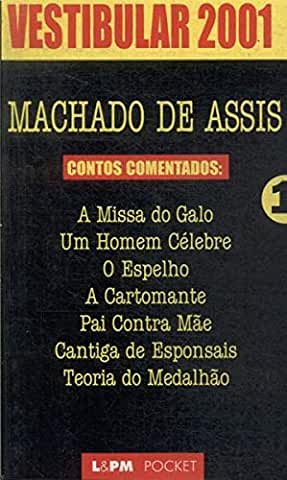 VESTIBULAR 2001
MACHADO DE ASSIS
CONTOS COMENTADOS:
1
A Missa do Galo
Um Homem Célebre
O Espelho
A Cartomante
Pai Contra Mãe
Cantiga de Esponsais
Teoria do Medalhão
L&PM POCKET